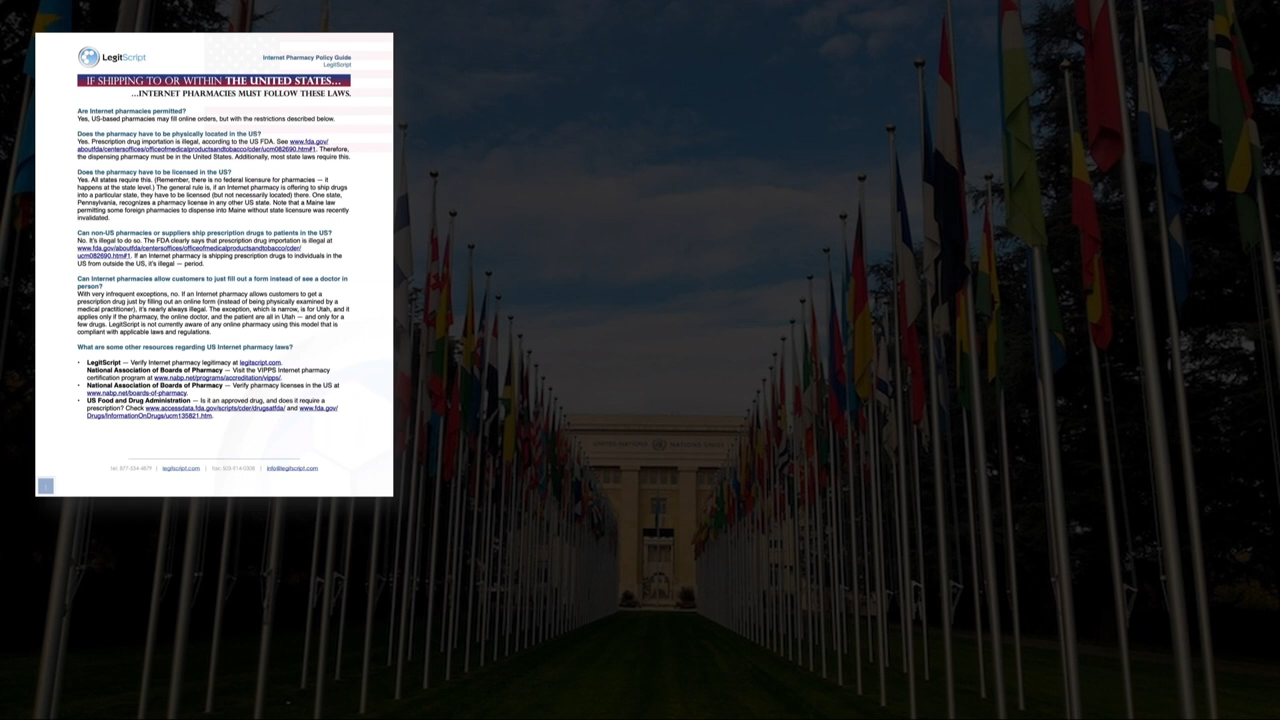 LegitScript
Internet Pharmacy Policy Guide
LegitScript
IF SHIPPING TO OR WITHIN THE UNITED STATES...
...INTERNET PHARMACIES MUST FOLLOW THESE LAWS.
Are Internet pharmacies permitted?
Yes, US-based pharmacies may fill online orders, but with the restrictions described below.
Does the pharmacy have to be physically located in the US?
Yes. Prescription drug importation is illegal, according to the US FDA. See www.fda.gov/
aboutfda/centersoffices/officeofmedicalproductsandtobacco/cder/ucm082690.htm#1. Therefore,
the dispensing pharmacy must be in the United States. Additionally, most state laws require this.
Does the pharmacy have to be licensed in the US?
Yes. All states require this. (Remember, there is no federal licensure for pharmacies — it
happens at the state level.) The general rule is, if an Internet pharmacy is offering to ship drugs
into a particular state, they have to be licensed (but not necessarily located) there. One state,
Pennsylvania, recognizes a pharmacy license in any other US state. Note that a Maine law
permitting some foreign pharmacies to dispense into Maine without state licensure was recently
invalidated.
Can non-US pharmacies or suppliers ship prescription drugs to patients in the US?
No. It's illegal to do so. The FDA clearly says that prescription drug importation is illegal at
www.fda.gov/aboutfda/centersoffices/officeofmedicalproductsandtobacco/cder/
ucm082690.htm#1. If an Internet pharmacy is shipping prescription drugs to individuals in the
US from outside the US, it's illegal — period.
Can Internet pharmacies allow customers to just fill out a form instead of see a doctor in
person?
With very infrequent exceptions, no. If an Internet pharmacy allows customers to get a
prescription drug just by filling out an online form (instead of being physically examined by a
medical practitioner), it's nearly always illegal. The exception, which is narrow, is for Utah, and it
applies only if the pharmacy, the online doctor, and the patient are all in Utah — and only for a
few drugs. LegitScript is not currently aware of any online pharmacy using this model that is
compliant with applicable laws and regulations.
What are some other resources regarding US Internet pharmacy laws?
• LegitScript — Verify Internet pharmacy legitimacy at legitscript.com.
National Association of Boards of Pharmacy — Visit the VIPPS Internet pharmacy
certification program at www.nabp.net/programs/accreditation/vipps/.
• National Association of Boards of Pharmacy — Verify pharmacy licenses in the US at
www.nabp.net/boards-of-pharmacy.
• US Food and Drug Administration — Is it an approved drug, and does it require a
prescription? Check www.accessdata.fda.gov/scripts/cder/drugsatfda/ and www.fda.gov/
Drugs/InformationOnDrugs/ucm135821.htm.
legitscript.com | info@legitscript.com
UNITED NATIONS NATIONS UNIES